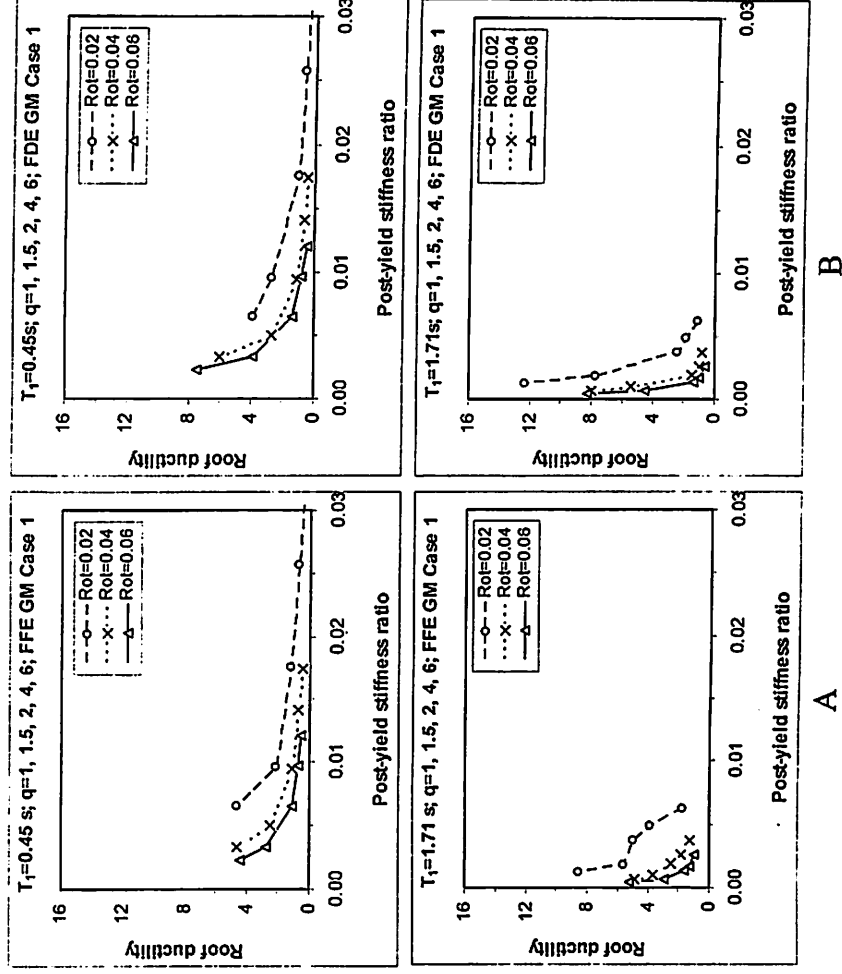 T₁=0.45 s; q=1, 1.5, 2, 4, 6; FFE GM Case 1
Rot=0.02
Rot=0.04
Rot=0.06
16
12
8
4
0
Roof ductility
0.00
0.01
0.02
0.03
Post-yield stiffness ratio
T₁=0.45s; q=1, 1.5, 2, 4, 6; FDE GM Case 1
Rot=0.02
Rot=0.04
Rot=0.06
16
12
8
4
0
Roof ductility
0.00
0.01
0.02
0.03
Post-yield stiffness ratio
T₁=1.71 s; q=1, 1.5, 2, 4, 6; FFE GM Case 1
Rot=0.02
Rot=0.04
Rot=0.06
16
12
8
4
0
Roof ductility
0.00
0.01
0.02
0.03
Post-yield stiffness ratio
T₁=1.71s; q=1, 1.5, 2, 4, 6; FDE GM Case 1
Rot=0.02
Rot=0.04
Rot=0.06
16
12
8
4
0
Roof ductility
0.00
0.01
0.02
0.03
Post-yield stiffness ratio
A
B